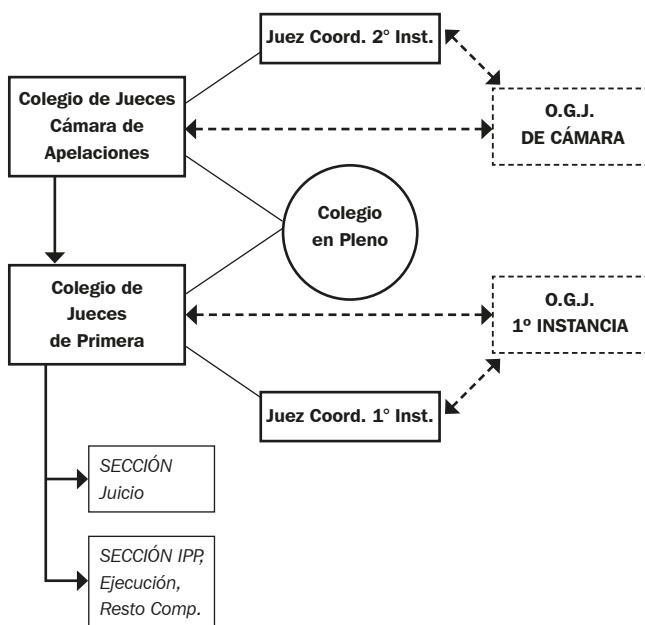 Juez Coord. 2° Inst.
Colegio de Jueces
Cámara de
Apelaciones
O.G.J.
DE CÁMARA
Colegio
en Pleno
Colegio de
Jueces
de Primera
O.G.J.
1º INSTANCIA
Juez Coord. 1° Inst.
SECCIÓN
Juicio
SECCIÓN IPP,
Ejecución,
Resto Comp.